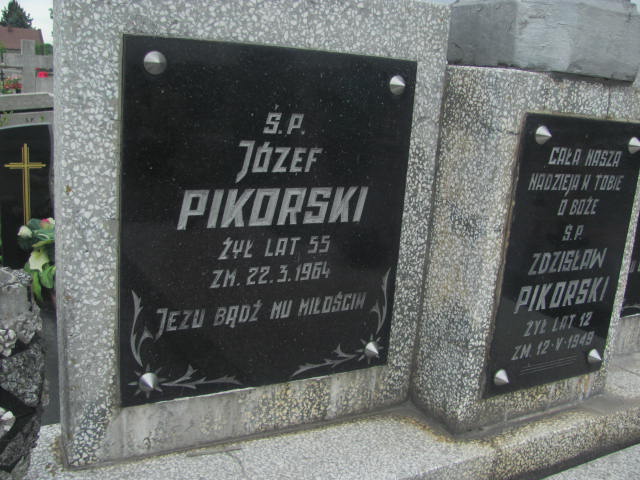 Ś.P.
JÓZEF
PIKORSKI
ŻYŁ LAT 55
ZM. 22.3.1964
JEZU BĄDŹ MU MIŁOŚCIW
CAŁA NASZA
NADZIEJA W TOBIE
O BOŻE
Ś.P.
ZDZISŁAW
PIKORSKI
ŻYŁ LAT 12
ZM. 12·V·1949